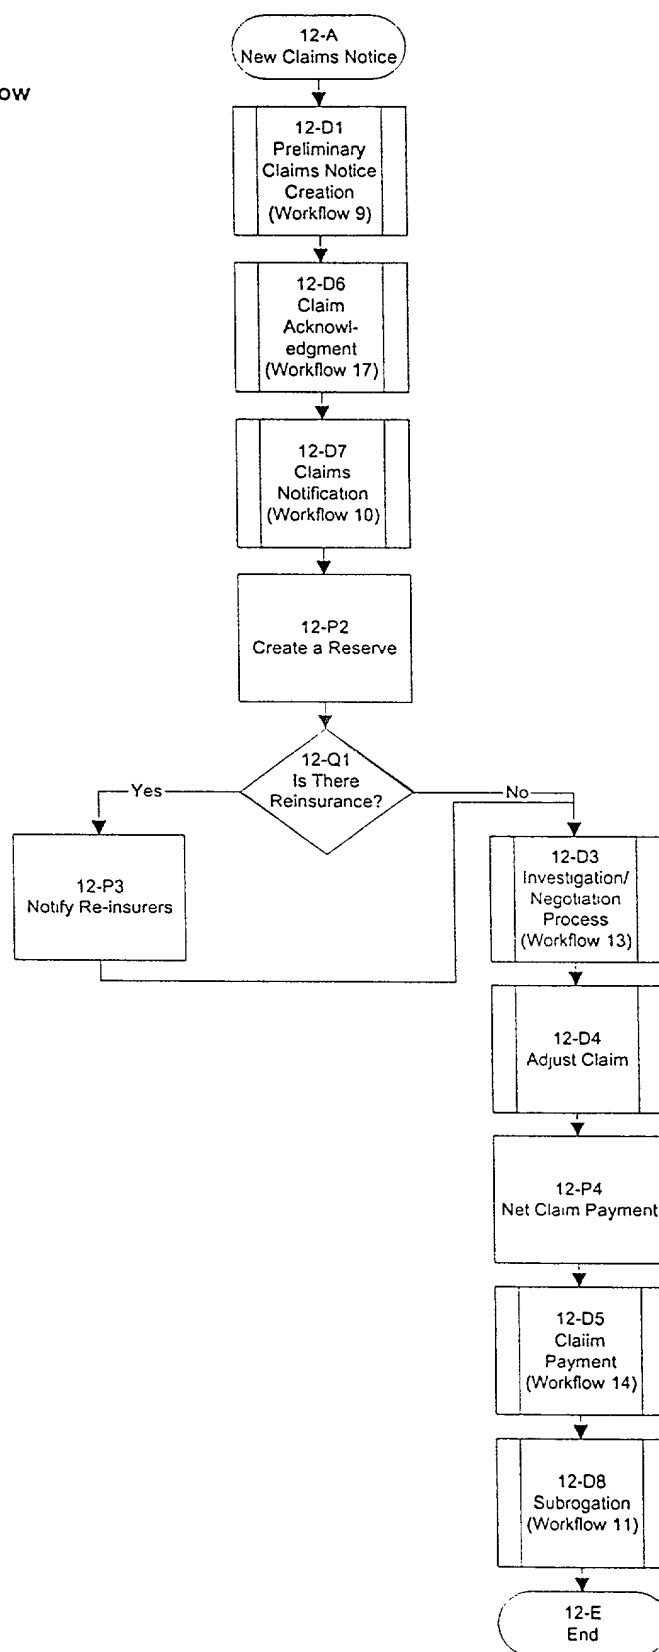 12-A
New Claims Notice
ow
12-D1
Preliminary
Claims Notice
Creation
(Workflow 9)
12-D6
Claim
Acknowl-
edgment
(Workflow 17)
12-D7
Claims
Notification
(Workflow 10)
12-P2
Create a Reserve
12-Q1
Is There
Reinsurance?
Yes
No
12-P3
Notify Re-insurers
12-D3
Investigation/
Negotiation
Process
(Workflow 13)
12-D4
Adjust Claim
12-P4
Net Claim Payment
12-D5
Claiim
Payment
(Workflow 14)
12-D8
Subrogation
(Workflow 11)
12-E
End